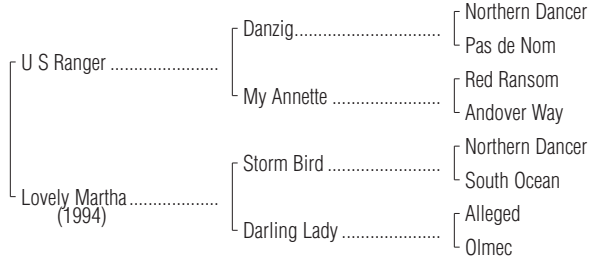 Northern Dancer
Danzig..............................
Pas de Nom
U S Ranger ......................
Red Ransom
My Annette ......................
Andover Way
Northern Dancer
Storm Bird .......................
South Ocean
Lovely Martha..................
(1994)
Alleged
Darling Lady ....................
Olmec